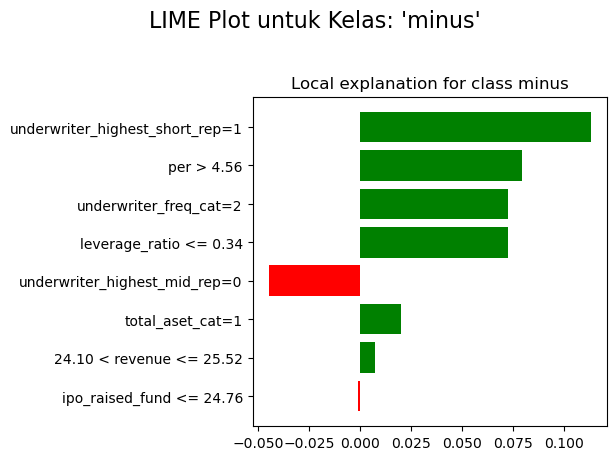 LIME Plot untuk Kelas: 'minus'
Local explanation for class minus
underwriter_highest_short_rep=1
per > 4.56
underwriter_freq_cat=2
leverage_ratio <= 0.34
underwriter_highest_mid_rep=0
total_aset_cat=1
24.10 < revenue <= 25.52
ipo_raised_fund <= 24.76
−0.050 −0.025 0.000 0.025 0.050 0.075 0.100